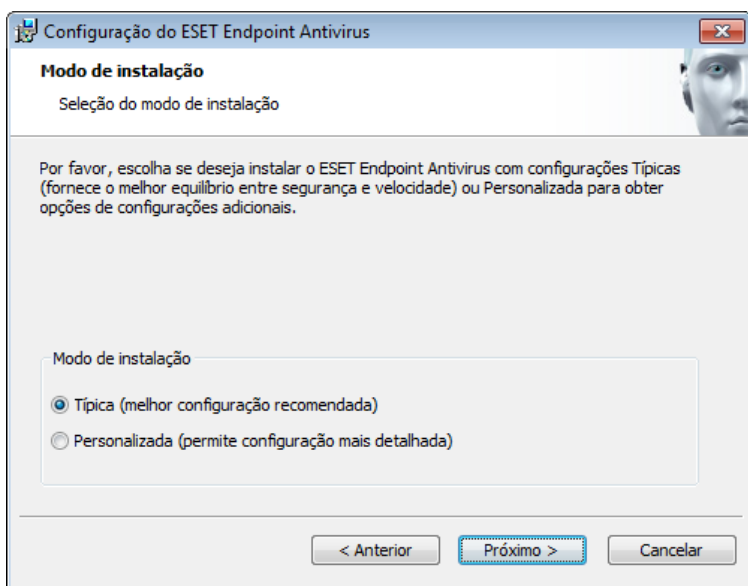 Configuração do ESET Endpoint Antivirus
Modo de instalação
Seleção do modo de instalação
Por favor, escolha se deseja instalar o ESET Endpoint Antivirus com configurações Típicas
(fornece o melhor equilíbrio entre segurança e velocidade) ou Personalizada para obter
opções de configurações adicionais.
Modo de instalação
Típica (melhor configuração recomendada)
Personalizada (permite configuração mais detalhada)
< Anterior
Próximo >
Cancelar